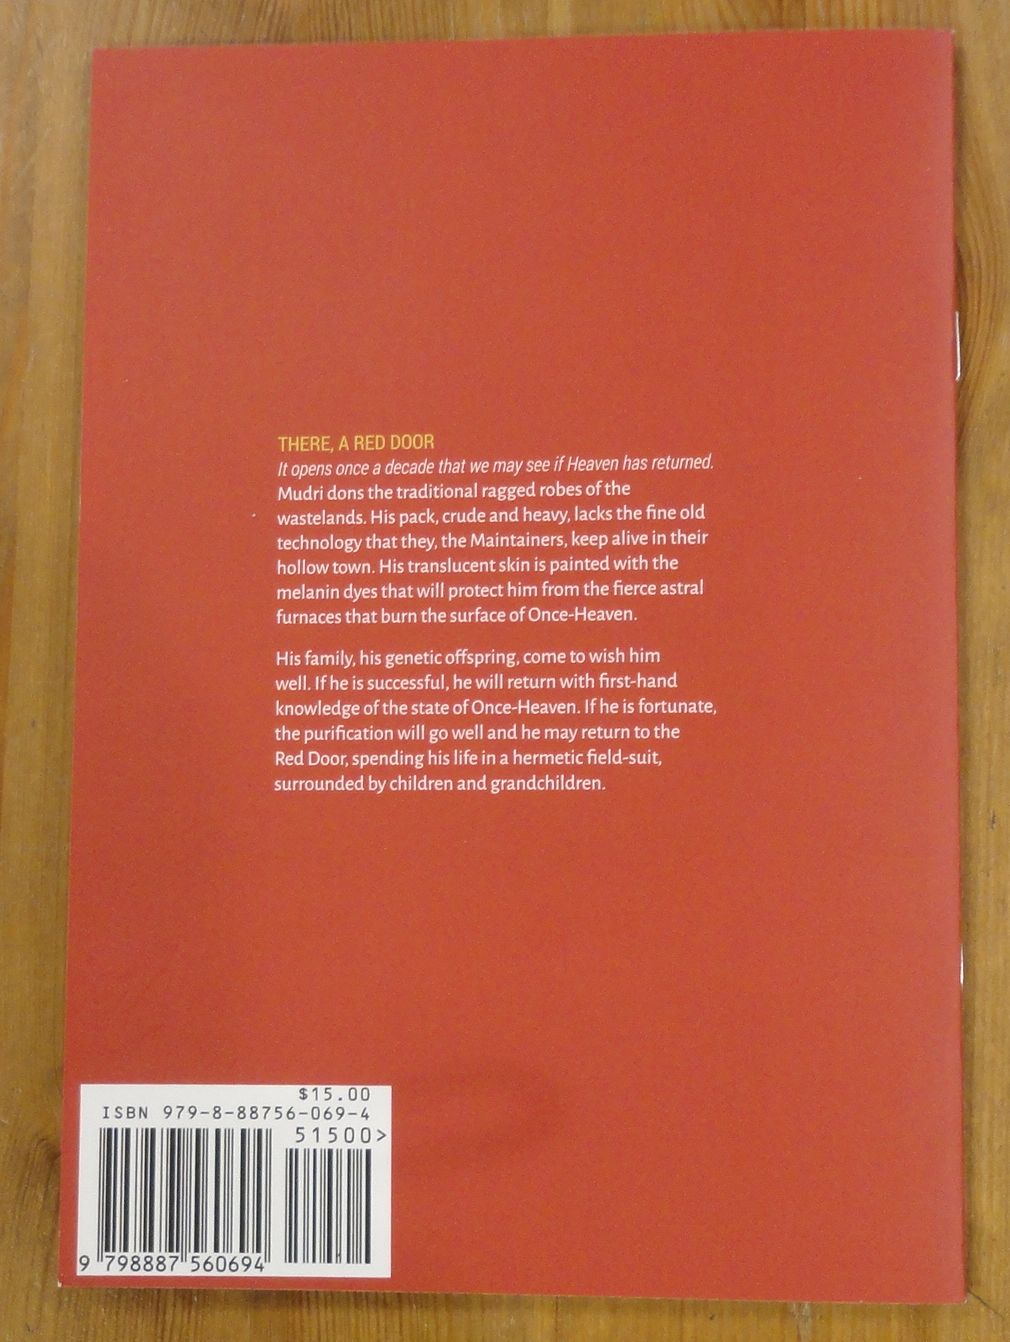 THERE, A RED DOOR
It opens once a decade that we may see if Heaven has returned.
Mudri dons the traditional ragged robes of the
wastelands. His pack, crude and heavy, lacks the fine old
technology that they, the Maintainers, keep alive in their
hollow town. His translucent skin is painted with the
melanin dyes that will protect him from the fierce astral
furnaces that burn the surface of Once-Heaven.
His family, his genetic offspring, come to wish him
well. If he is successful, he will return with first-hand
knowledge of the state of Once-Heaven. If he is fortunate,
the purification will go well and he may return to the
Red Door, spending his life in a hermetic field-suit,
surrounded by children and grandchildren.
$15.00
ISBN 979-8-88756-069-4
51500>
9 798887 560694